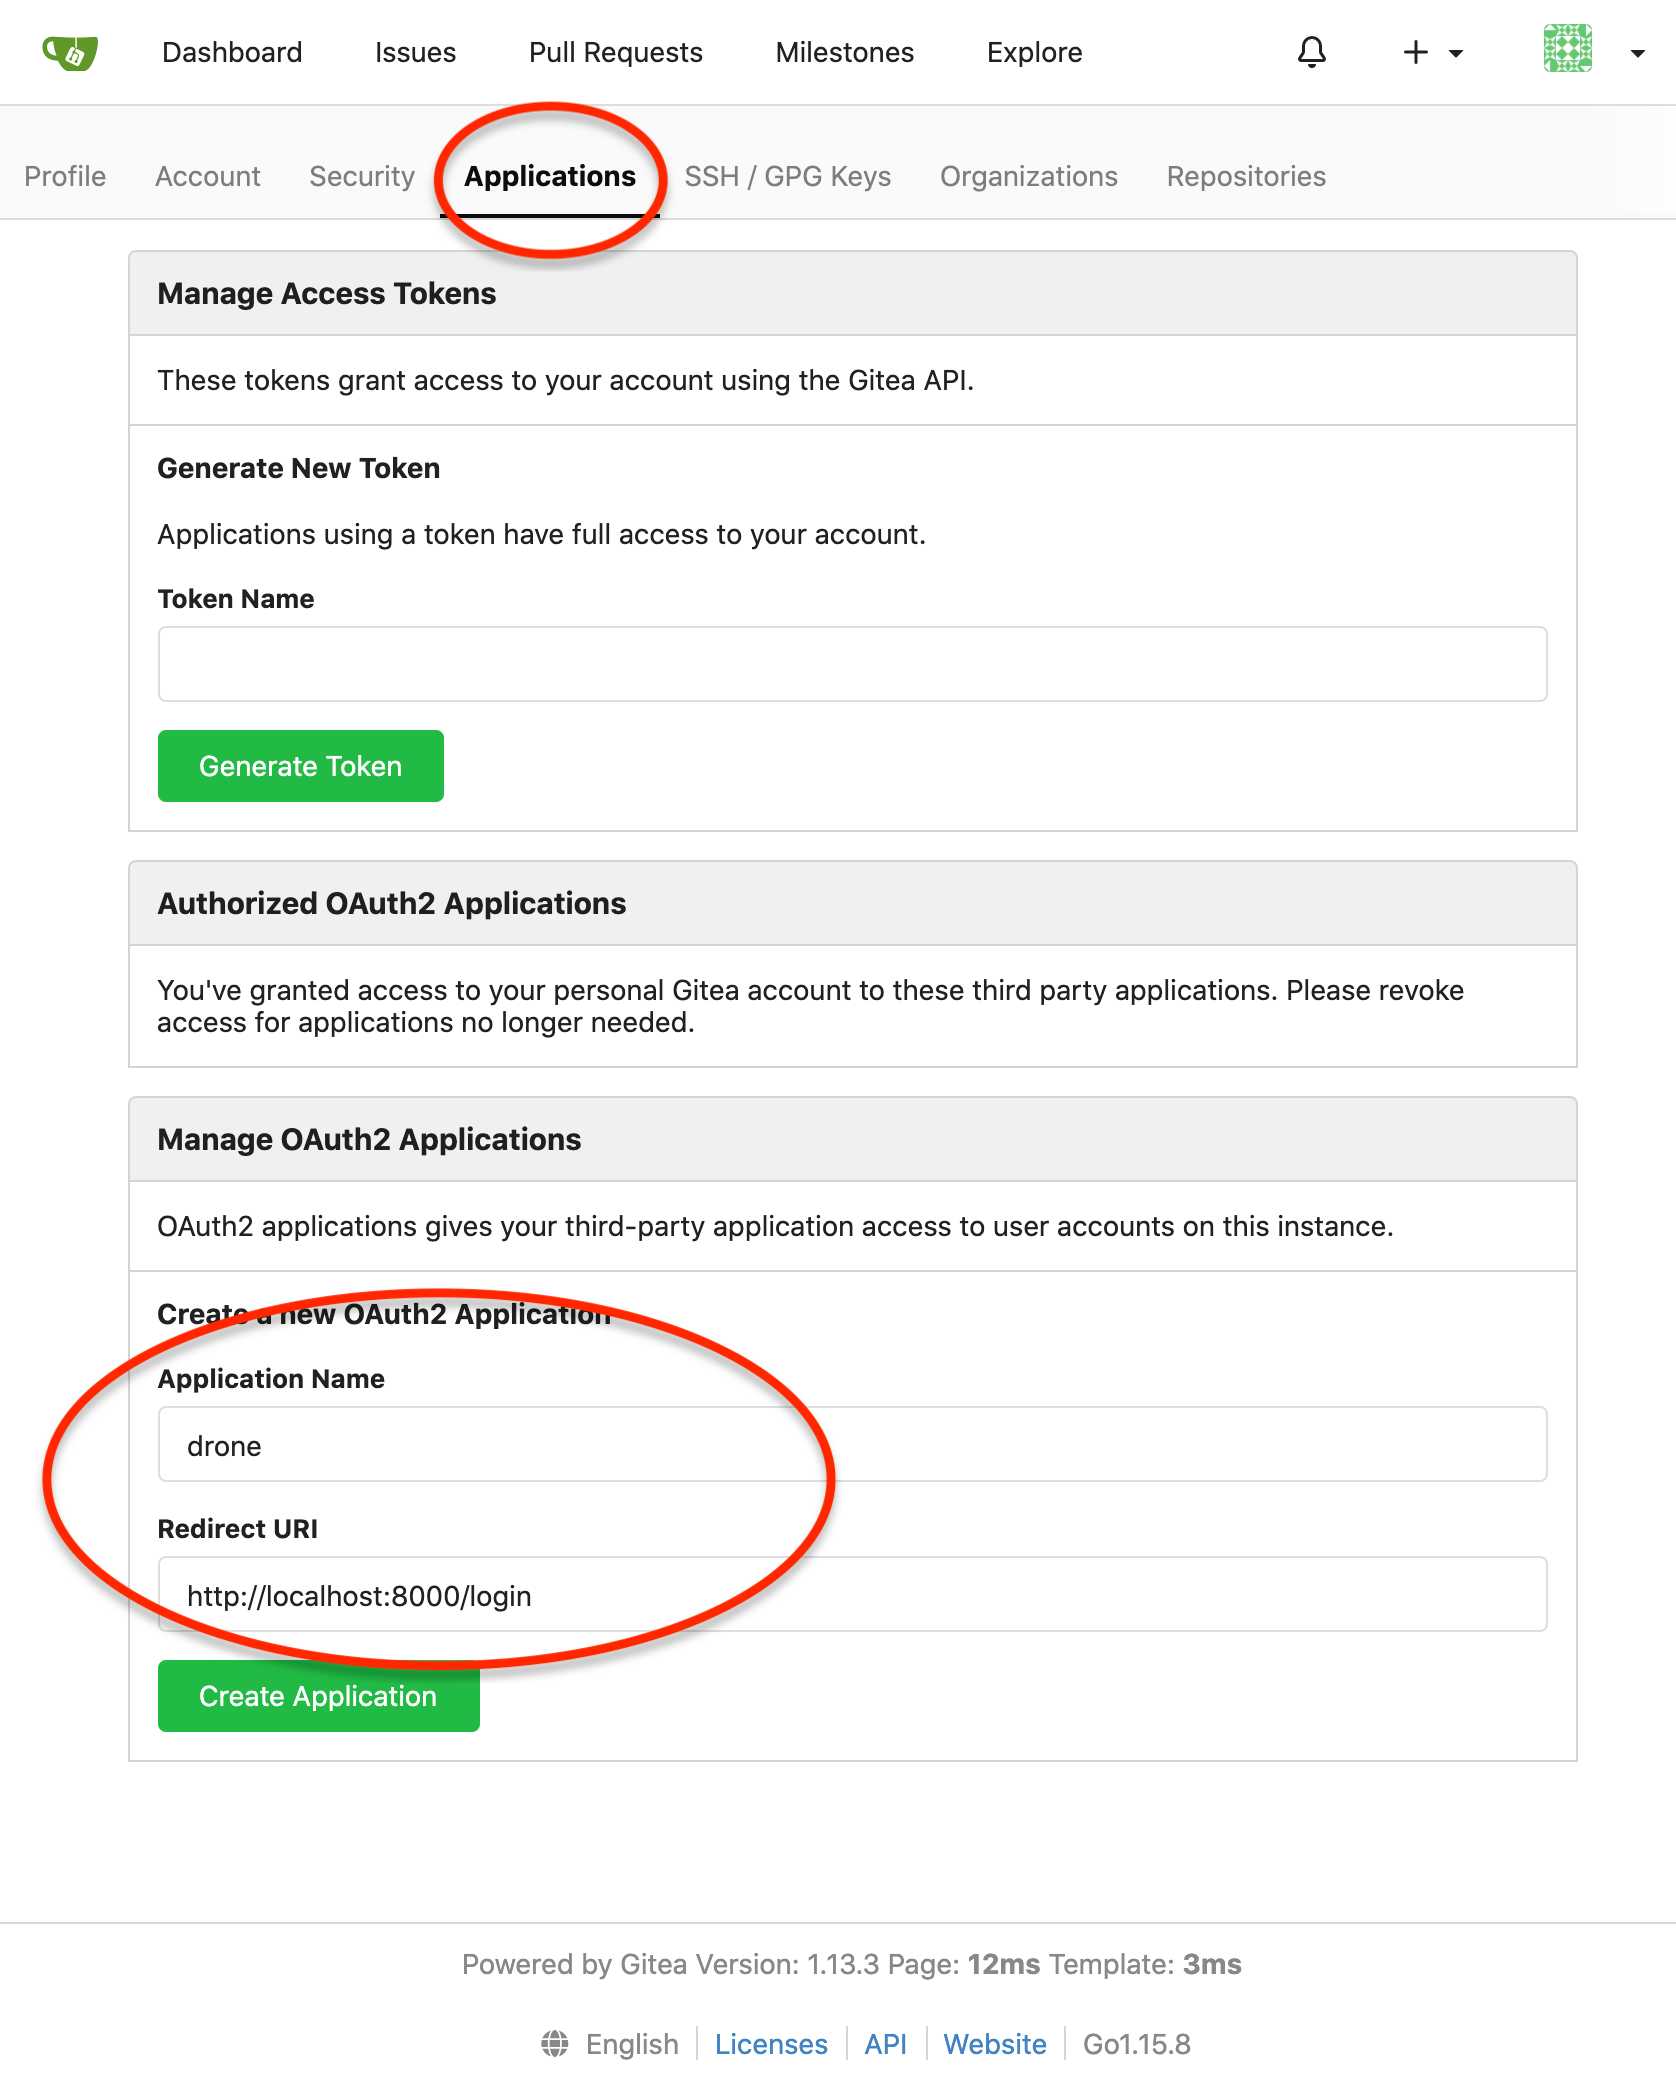 Dashboard Issues Pull Requests Milestones Explore
Profile Account Security Applications SSH / GPG Keys Organizations Repositories
Manage Access Tokens
These tokens grant access to your account using the Gitea API.
Generate New Token
Applications using a token have full access to your account.
Token Name
Generate Token
Authorized OAuth2 Applications
You've granted access to your personal Gitea account to these third party applications. Please revoke
access for applications no longer needed.
Manage OAuth2 Applications
OAuth2 applications gives your third-party application access to user accounts on this instance.
Create a new OAuth2 Application
Application Name
drone
Redirect URI
http://localhost:8000/login
Create Application
Powered by Gitea Version: 1.13.3 Page: 12ms Template: 3ms
English Licenses API Website Go1.15.8